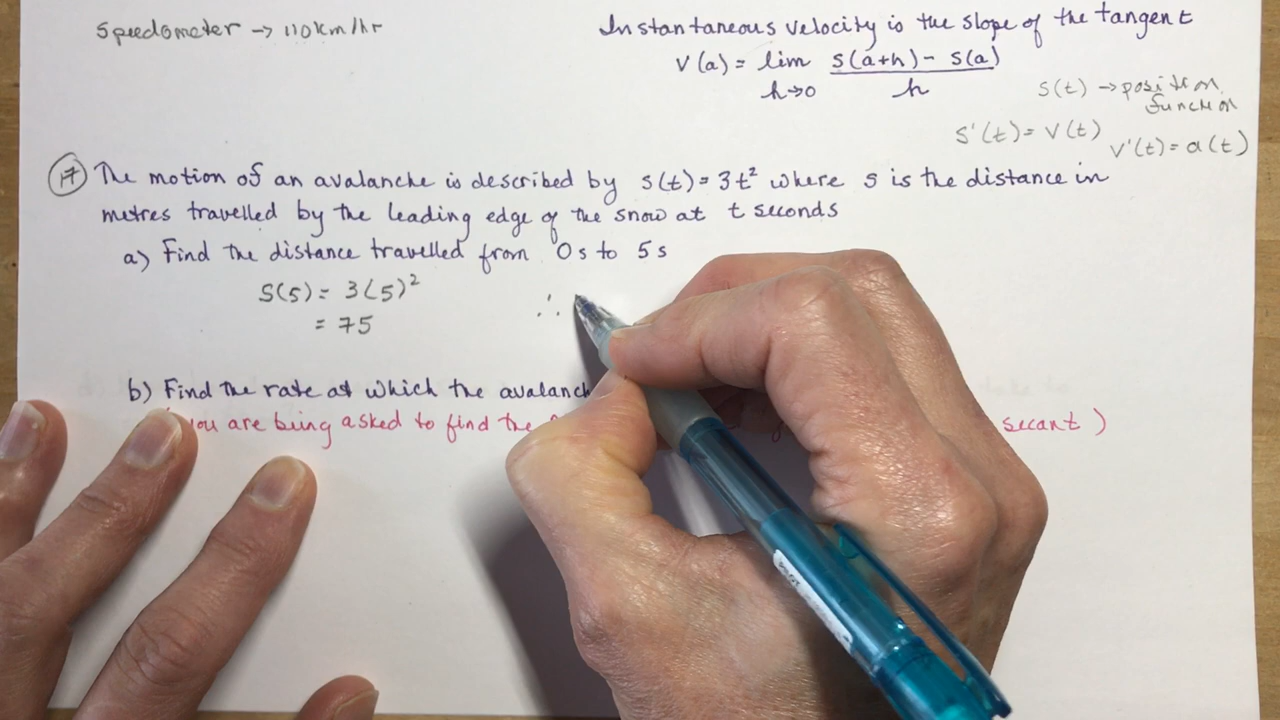 Speedometer → 110km/hr
Instantaneous velocity is the slope of the tangent
v(a) = lim h→0 s(a+h) - s(a) / h
s(t) → position function
s'(t) = v(t)
v'(t) = a(t)
17 The motion of an avalanche is described by s(t) = 3t² where s is the distance in
metres travelled by the leading edge of the snow at t seconds
a) Find the distance travelled from 0s to 5s
S(5) = 3(5)²
= 75
∴
b) Find the rate at which the avalanch
you are being asked to find the
secant)
PILOT